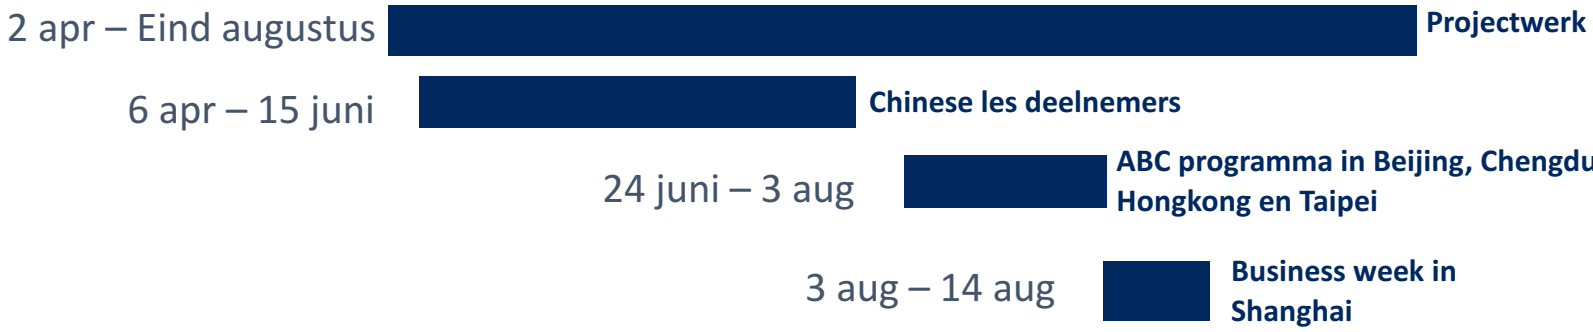 2 apr – Eind augustus
Projectwerk
6 apr – 15 juni
Chinese les deelnemers
24 juni – 3 aug
ABC programma in Beijing, Chengdu
Hongkong en Taipei
3 aug – 14 aug
Business week in
Shanghai